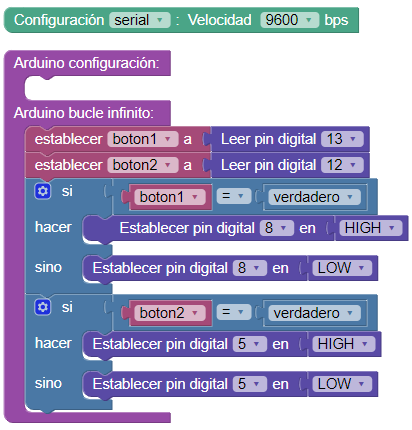 Configuración serial : Velocidad 9600 bps
Arduino configuración:
Arduino bucle infinito:
establecer boton1 a Leer pin digital 13
establecer boton2 a Leer pin digital 12
si boton1 = verdadero
hacer Establecer pin digital 8 en HIGH
sino Establecer pin digital 8 en LOW
si boton2 = verdadero
hacer Establecer pin digital 5 en HIGH
sino Establecer pin digital 5 en LOW